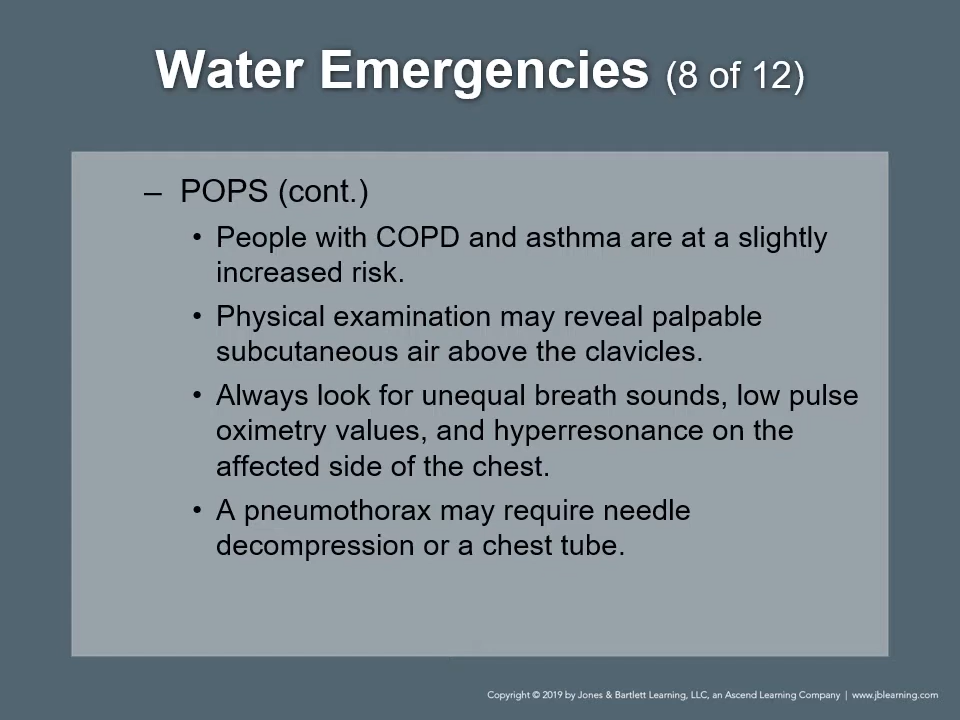 Water Emergencies (8 of 12)
– POPS (cont.)
• People with COPD and asthma are at a slightly
increased risk.
• Physical examination may reveal palpable
subcutaneous air above the clavicles.
• Always look for unequal breath sounds, low pulse
oximetry values, and hyperresonance on the
affected side of the chest.
• A pneumothorax may require needle
decompression or a chest tube.
Copyright © 2019 by Jones & Bartlett Learning, LLC, an Ascend Learning Company | www.jblearning.com